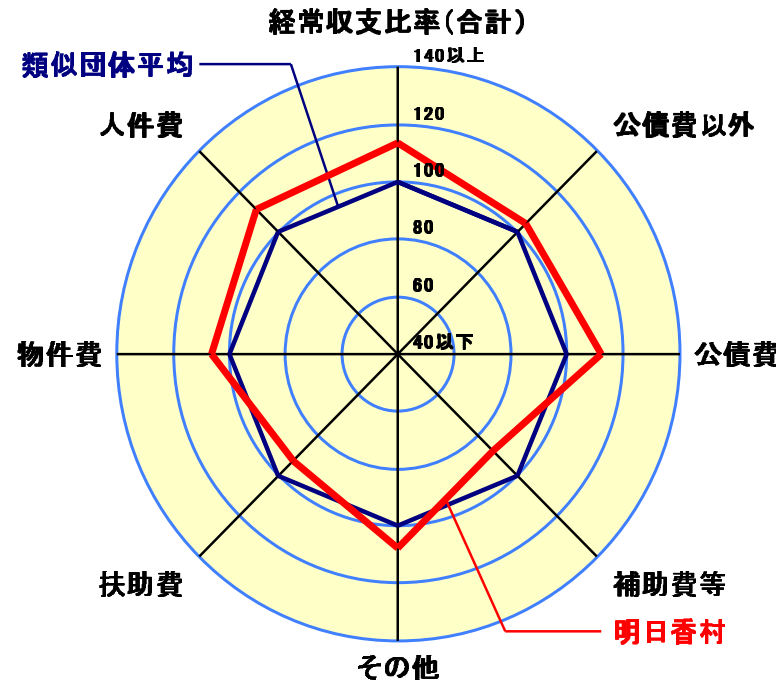 経常収支比率(合計)
類似団体平均
140以上
人件費
120
公債費以外
100
80
60
40以下
物件費
公債費
扶助費
補助費等
明日香村
その他